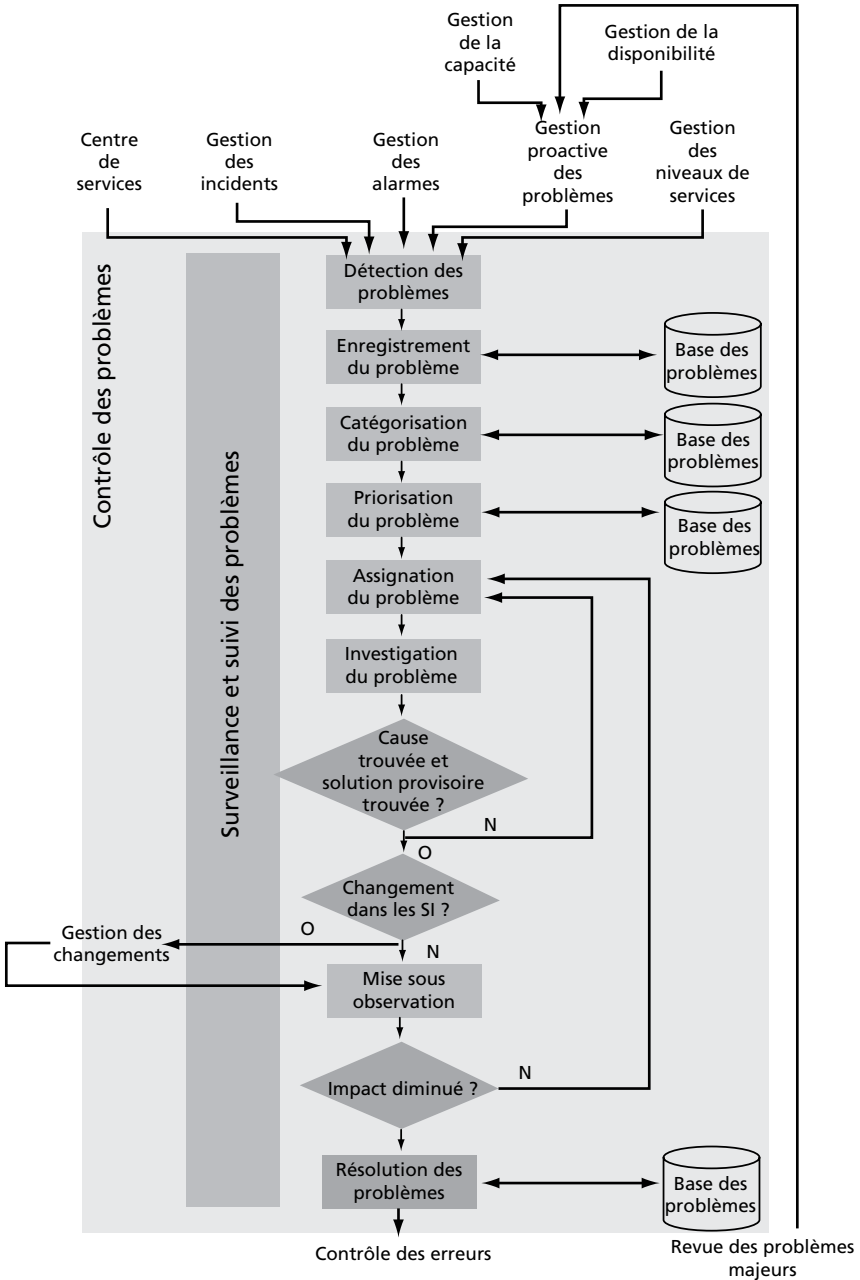 Gestion
de la
capacité
Gestion de la
disponibilité
Centre
de
services
Gestion
des
incidents
Gestion
des
alarmes
Gestion
proactive
des
problèmes
Gestion
des
niveaux de
services
Contrôle des problèmes
Surveillance et suivi des problèmes
Détection des
problèmes
Enregistrement
du problème
Base des
problèmes
Catégorisation
du problème
Base des
problèmes
Priorisation
du problème
Base des
problèmes
Assignation
du problème
Investigation
du problème
Cause
trouvée et
solution provisoire
trouvée ?
N
O
Changement
dans les SI ?
O
N
Gestion des
changements
Mise sous
observation
Impact diminué ?
N
Résolution des
problèmes
Base des
problèmes
Contrôle des erreurs
Revue des problèmes
majeurs